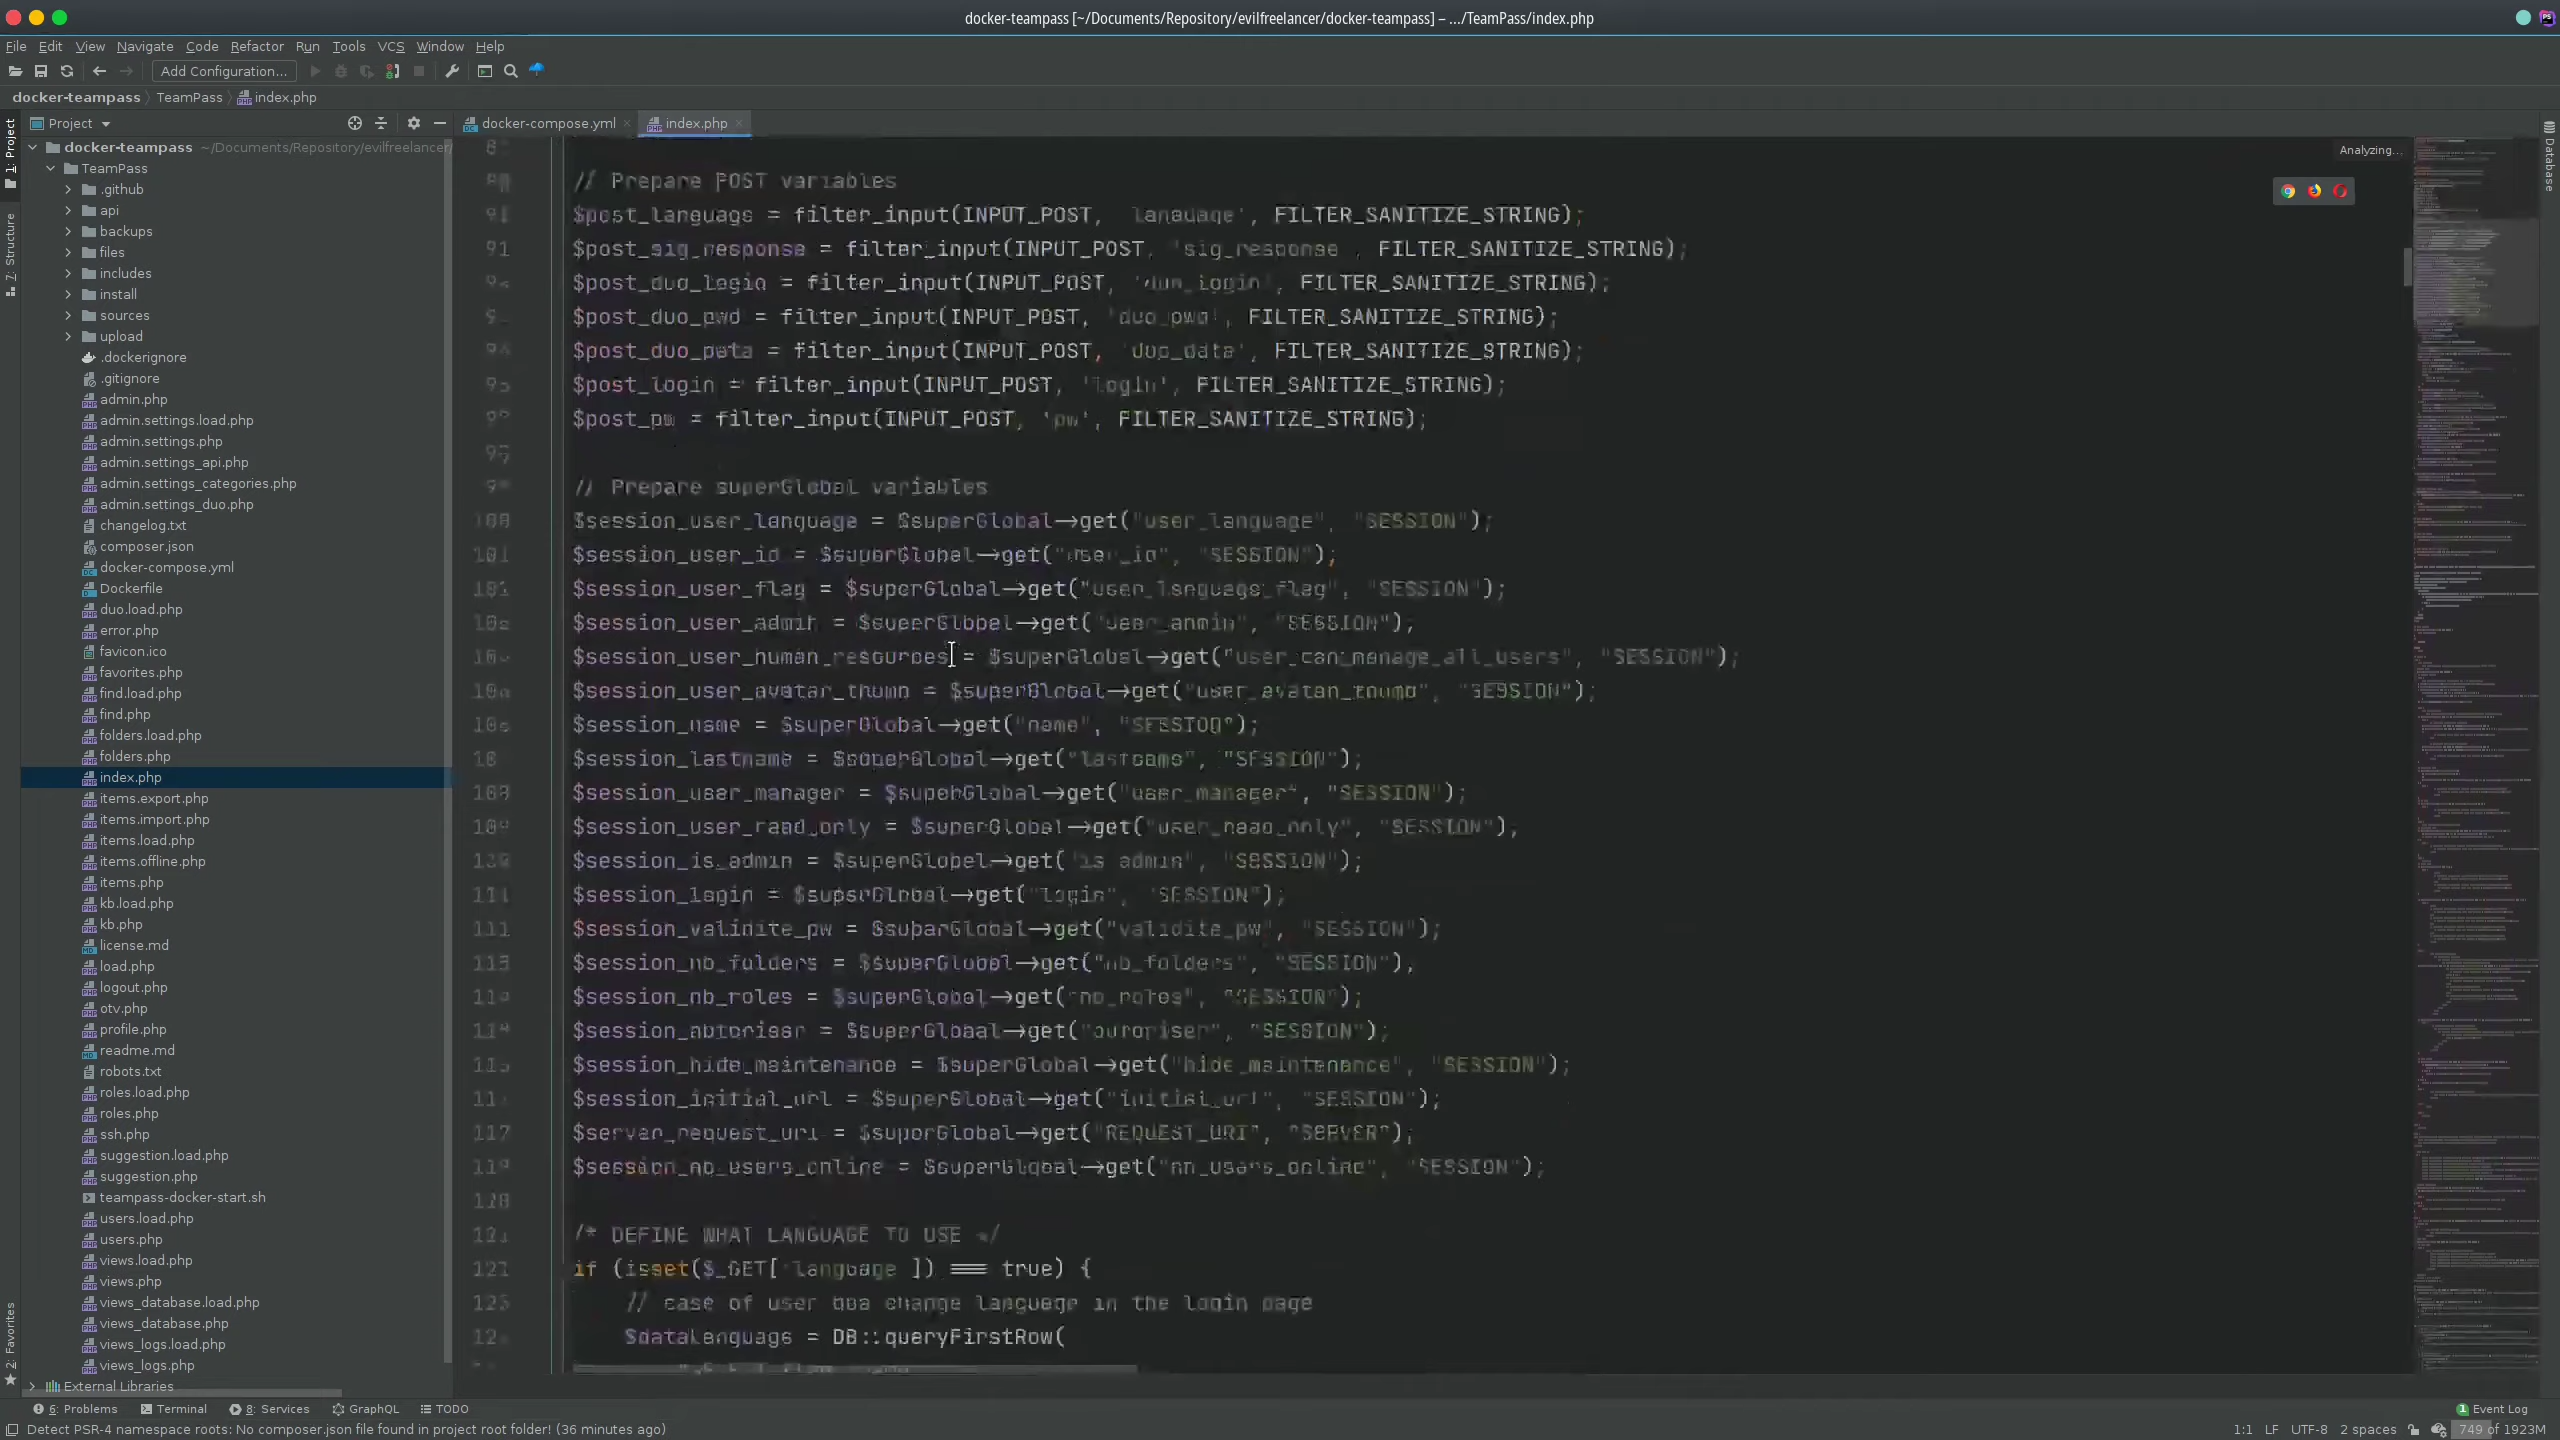 docker-teampass [~/Documents/Repository/evilfreelancer/docker-teampass] – .../TeamPass/index.php
File Edit View Navigate Code Refactor Run Tools VCS Window Help
Add Configuration...
docker-teampass TeamPass index.php
Project
docker-compose.yml index.php
1: Project
7: Structure
2: Favorites
Database
Analyzing...
docker-teampass ~/Documents/Repository/evilfreelancer/
TeamPass
.github
api
backups
files
includes
install
sources
upload
.dockerignore
.gitignore
admin.php
admin.settings.load.php
admin.settings.php
admin.settings_api.php
admin.settings_categories.php
admin.settings_duo.php
changelog.txt
composer.json
docker-compose.yml
Dockerfile
duo.load.php
error.php
favicon.ico
favorites.php
find.load.php
find.php
folders.load.php
folders.php
index.php
items.export.php
items.import.php
items.load.php
items.offline.php
items.php
kb.load.php
kb.php
license.md
load.php
logout.php
otv.php
profile.php
readme.md
robots.txt
roles.load.php
roles.php
ssh.php
suggestion.load.php
suggestion.php
teampass-docker-start.sh
users.load.php
users.php
views.load.php
views.php
views_database.load.php
views_database.php
views_logs.load.php
views_logs.php
External Libraries
// Prepare POST variables
$post_language = filter_input(INPUT_POST, 'language', FILTER_SANITIZE_STRING);
$post_sig_response = filter_input(INPUT_POST, 'sig_response', FILTER_SANITIZE_STRING);
$post_duo_login = filter_input(INPUT_POST, 'duo_login', FILTER_SANITIZE_STRING);
$post_duo_pwd = filter_input(INPUT_POST, 'duo_pwd', FILTER_SANITIZE_STRING);
$post_duo_data = filter_input(INPUT_POST, 'duo_data', FILTER_SANITIZE_STRING);
$post_login = filter_input(INPUT_POST, 'login', FILTER_SANITIZE_STRING);
$post_pw = filter_input(INPUT_POST, 'pw', FILTER_SANITIZE_STRING);
// Prepare superGlobal variables
$session_user_language = $superGlobal->get("user_language", "SESSION");
$session_user_id = $superGlobal->get("user_id", "SESSION");
$session_user_flag = $superGlobal->get("user_language_flag", "SESSION");
$session_user_admin = $superGlobal->get("user_admin", "SESSION");
$session_user_human_resources = $superGlobal->get("user_can_manage_all_users", "SESSION");
$session_user_avatar_thumb = $superGlobal->get("user_avatar_thumb", "SESSION");
$session_name = $superGlobal->get("name", "SESSION");
$session_lastname = $superGlobal->get("lastname", "SESSION");
$session_user_manager = $superGlobal->get("user_manager", "SESSION");
$session_user_read_only = $superGlobal->get("user_read_only", "SESSION");
$session_is_admin = $superGlobal->get("is_admin", "SESSION");
$session_login = $superGlobal->get("login", "SESSION");
$session_validite_pw = $superGlobal->get("validite_pw", "SESSION");
$session_nb_folders = $superGlobal->get("nb_folders", "SESSION");
$session_nb_roles = $superGlobal->get("nb_roles", "SESSION");
$session_autoriser = $superGlobal->get("autoriser", "SESSION");
$session_hide_maintenance = $superGlobal->get("hide_maintenance", "SESSION");
$session_initial_url = $superGlobal->get("initial_url", "SESSION");
$server_request_uri = $superGlobal->get("REQUEST_URI", "SERVER");
$session_nb_users_online = $superGlobal->get("nb_users_online", "SESSION");
/* DEFINE WHAT LANGUAGE TO USE */
if (isset($_GET['language']) === true) {
// case of user has change language in the login page
$dataLanguage = DB::queryFirstRow(
6: Problems Terminal 8: Services GraphQL TODO
1 Event Log
Detect PSR-4 namespace roots: No composer.json file found in project root folder! (36 minutes ago)
1:1 LF UTF-8 2 spaces 749 of 1923M